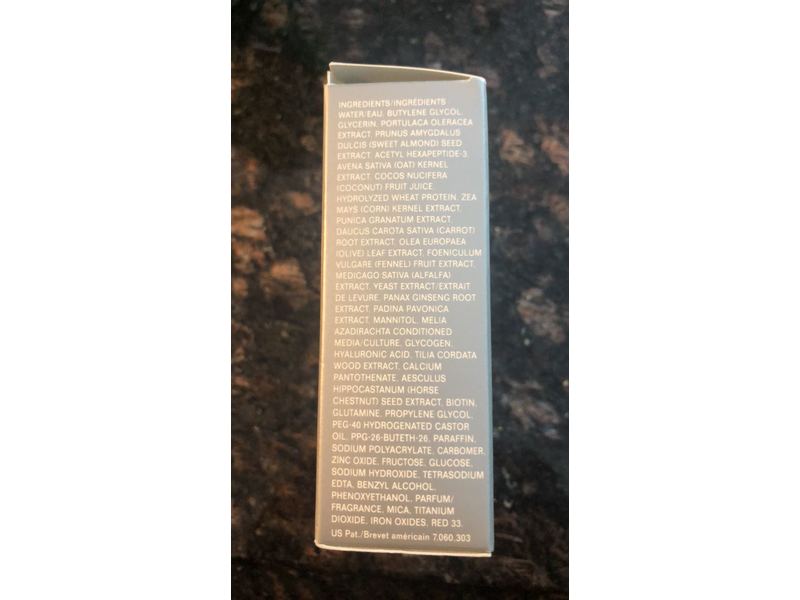 INGREDIENTS/INGRÉDIENTS
WATER/EAU, BUTYLENE GLYCOL,
GLYCERIN, PORTULACA OLERACEA
EXTRACT, PRUNUS AMYGDALUS
DULCIS (SWEET ALMOND) SEED
EXTRACT, ACETYL HEXAPEPTIDE-3,
AVENA SATIVA (OAT) KERNEL
EXTRACT, COCOS NUCIFERA
(COCONUT) FRUIT JUICE,
HYDROLYZED WHEAT PROTEIN, ZEA
MAYS (CORN) KERNEL EXTRACT,
PUNICA GRANATUM EXTRACT,
DAUCUS CAROTA SATIVA (CARROT)
ROOT EXTRACT, OLEA EUROPAEA
(OLIVE) LEAF EXTRACT, FOENICULUM
VULGARE (FENNEL) FRUIT EXTRACT,
MEDICAGO SATIVA (ALFALFA)
EXTRACT, YEAST EXTRACT/EXTRAIT
DE LEVURE, PANAX GINSENG ROOT
EXTRACT, PADINA PAVONICA
EXTRACT, MANNITOL, MELIA
AZADIRACHTA CONDITIONED
MEDIA/CULTURE, GLYCOGEN,
HYALURONIC ACID, TILIA CORDATA
WOOD EXTRACT, CALCIUM
PANTOTHENATE, AESCULUS
HIPPOCASTANUM (HORSE
CHESTNUT) SEED EXTRACT, BIOTIN,
GLUTAMINE, PROPYLENE GLYCOL,
PEG-40 HYDROGENATED CASTOR
OIL, PPG-26-BUTETH-26, PARAFFIN,
SODIUM POLYACRYLATE, CARBOMER,
ZINC OXIDE, FRUCTOSE, GLUCOSE,
SODIUM HYDROXIDE, TETRASODIUM
EDTA, BENZYL ALCOHOL,
PHENOXYETHANOL, PARFUM/
FRAGRANCE, MICA, TITANIUM
DIOXIDE, IRON OXIDES, RED 33.
US Pat./Brevet américain 7.060.303